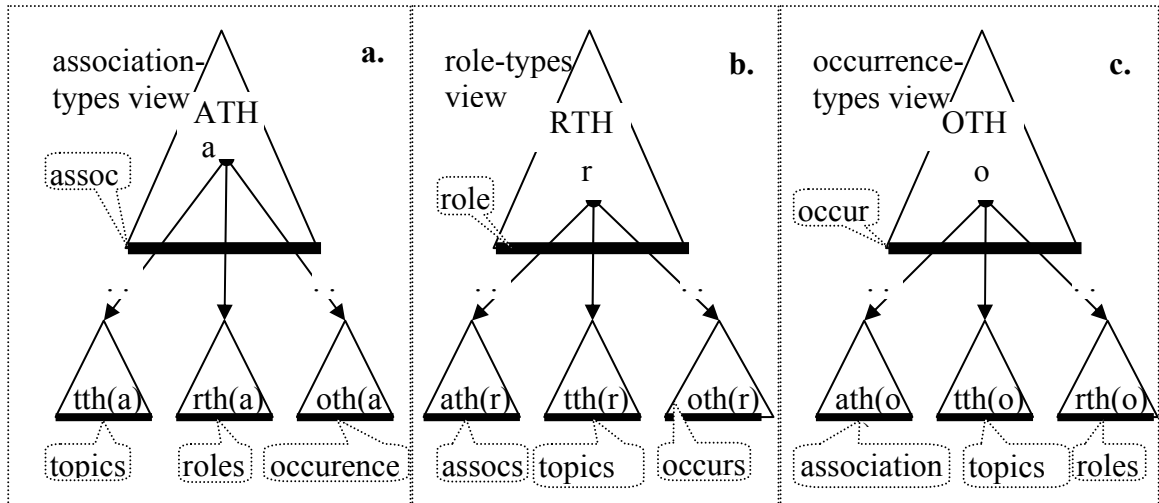 association-
types view
a.
ATH
a
assoc
tth(a)
rth(a)
oth(a
topics
roles
occurence
role-types
view
b.
RTH
r
role
ath(r)
tth(r)
oth(r)
assocs
topics
occurs
occurrence-
types view
c.
OTH
o
occur
ath(o
tth(o)
rth(o)
association
topics
roles